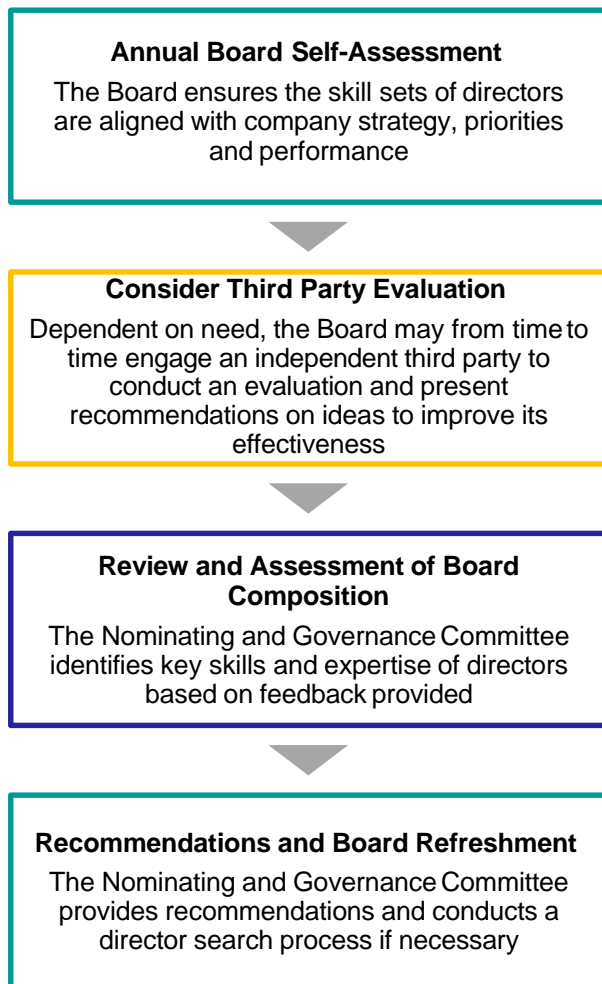 Annual Board Self-Assessment
The Board ensures the skill sets of directors
are aligned with company strategy, priorities
and performance
Consider Third Party Evaluation
Dependent on need, the Board may from time to
time engage an independent third party to
conduct an evaluation and present
recommendations on ideas to improve its
effectiveness
Review and Assessment of Board
Composition
The Nominating and Governance Committee
identifies key skills and expertise of directors
based on feedback provided
Recommendations and Board Refreshment
The Nominating and Governance Committee
provides recommendations and conducts a
director search process if necessary